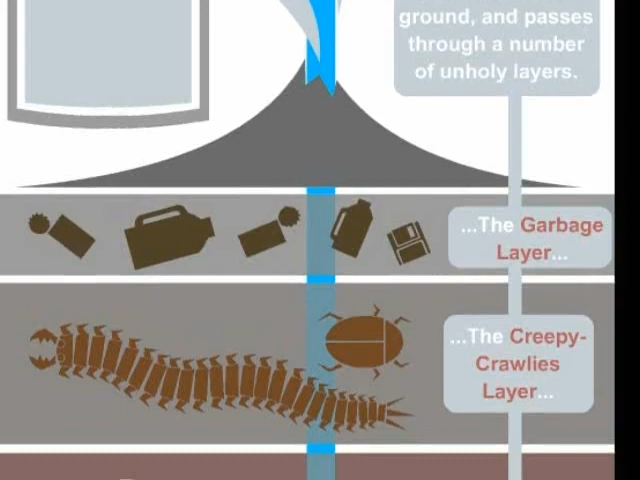 ground, and passes
through a number
of unholy layers.
...The Garbage
Layer...
...The Creepy-
Crawlies
Layer...